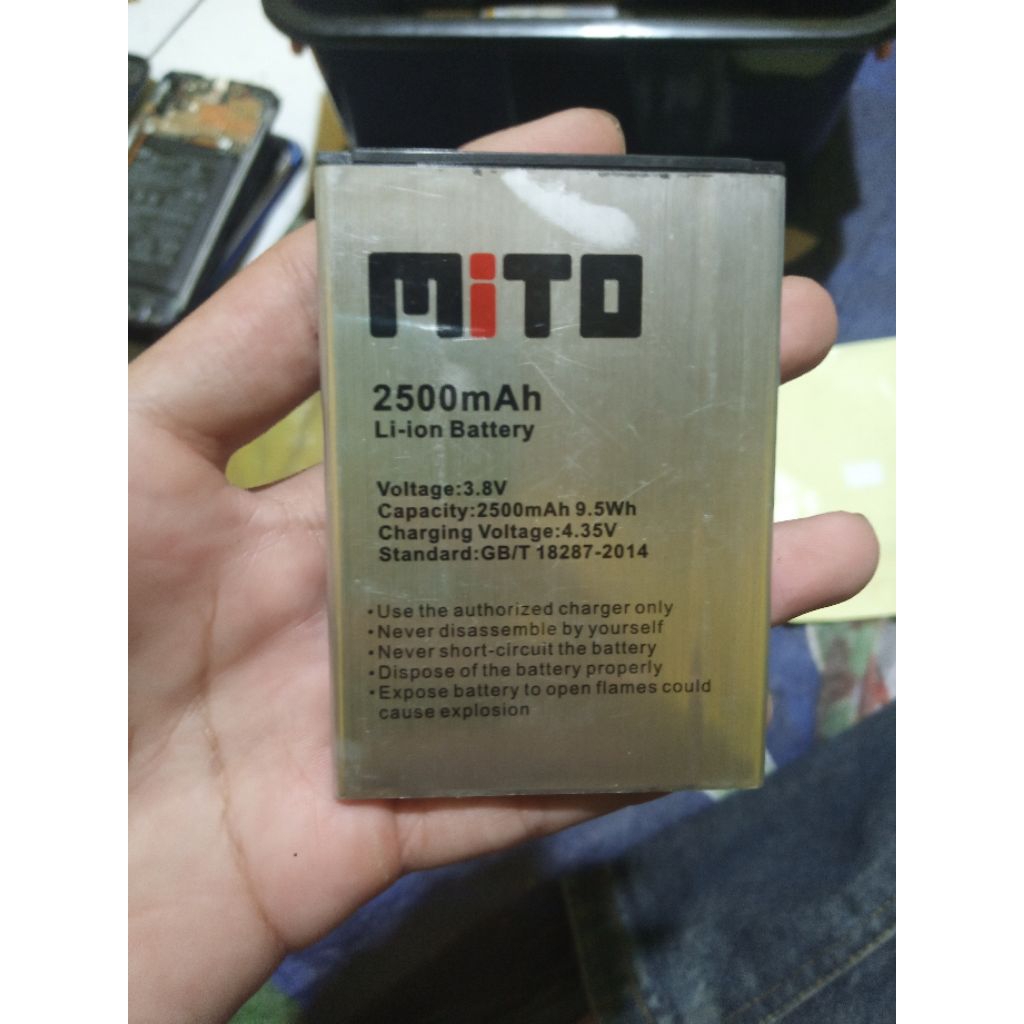 MiTO
2500mAh
Li-ion Battery
Voltage:3.8V
Capacity:2500mAh 9.5Wh
Charging Voltage:4.35V
Standard:GB/T 18287-2014
•Use the authorized charger only
•Never disassemble by yourself
•Never short-circuit the battery
•Dispose of the battery properly
•Expose battery to open flames could
cause explosion